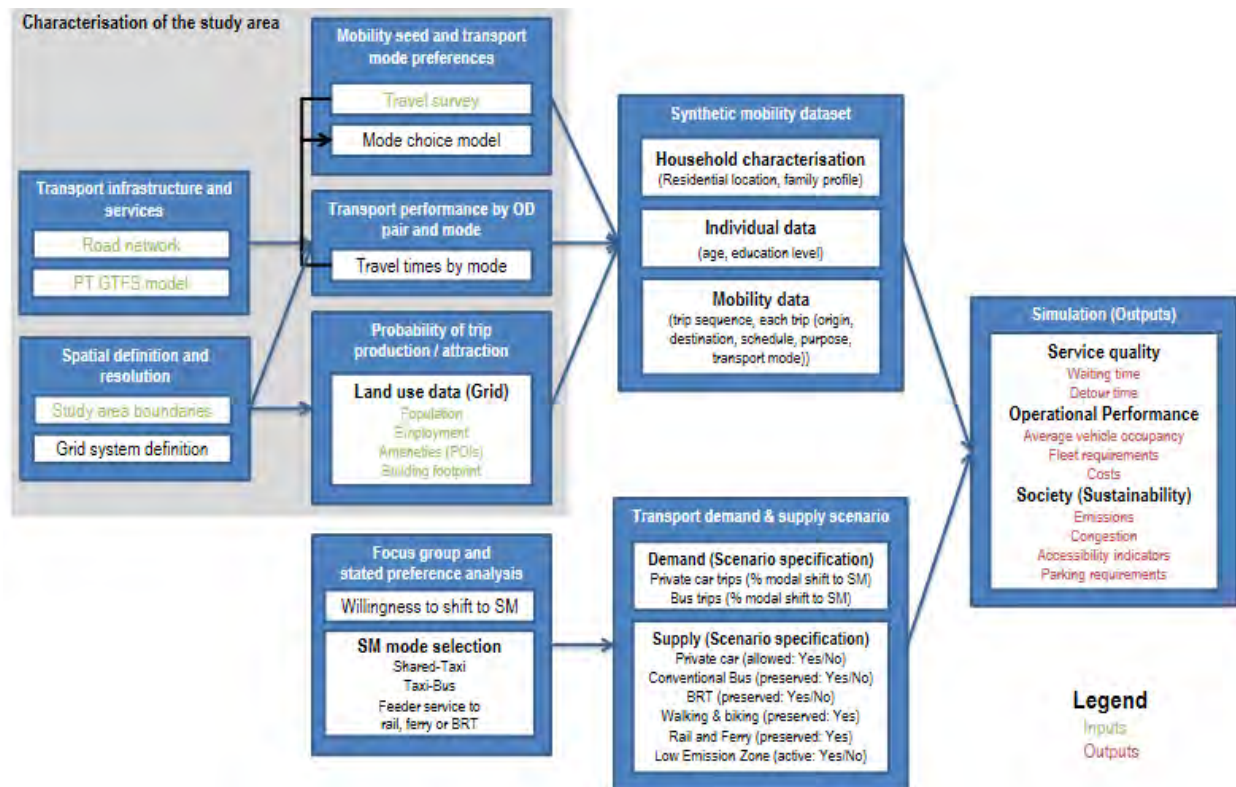 Characterisation of the study area
Mobility seed and transport
mode preferences
Travel survey
Mode choice model
Transport infrastructure and
services
Road network
PT GTFS model
Transport performance by OD
pair and mode
Travel times by mode
Spatial definition and
resolution
Study area boundaries
Grid system definition
Probability of trip
production / attraction
Land use data (Grid)
Population
Employment
Ameneties (POIs)
Building footprint
Synthetic mobility dataset
Household characterisation
(Residential location, family profile)
Individual data
(age, education level)
Mobility data
(trip sequence, each trip (origin,
destination, schedule, purpose,
transport mode))
Focus group and
stated preference analysis
Willingness to shift to SM
SM mode selection
Shared-Taxi
Taxi-Bus
Feeder service to
rail, ferry or BRT
Transport demand & supply scenario
Demand (Scenario specification)
Private car trips (% modal shift to SM)
Bus trips (% modal shift to SM)
Supply (Scenario specification)
Private car (allowed: Yes/No)
Conventional Bus (preserved: Yes/No)
BRT (preserved: Yes/No)
Walking & biking (preserved: Yes)
Rail and Ferry (preserved: Yes)
Low Emission Zone (active: Yes/No)
Simulation (Outputs)
Service quality
Waiting time
Detour time
Operational Performance
Average vehicle occupancy
Fleet requirements
Costs
Society (Sustainability)
Emissions
Congestion
Accessibility indicators
Parking requirements
Legend
Inputs
Outputs